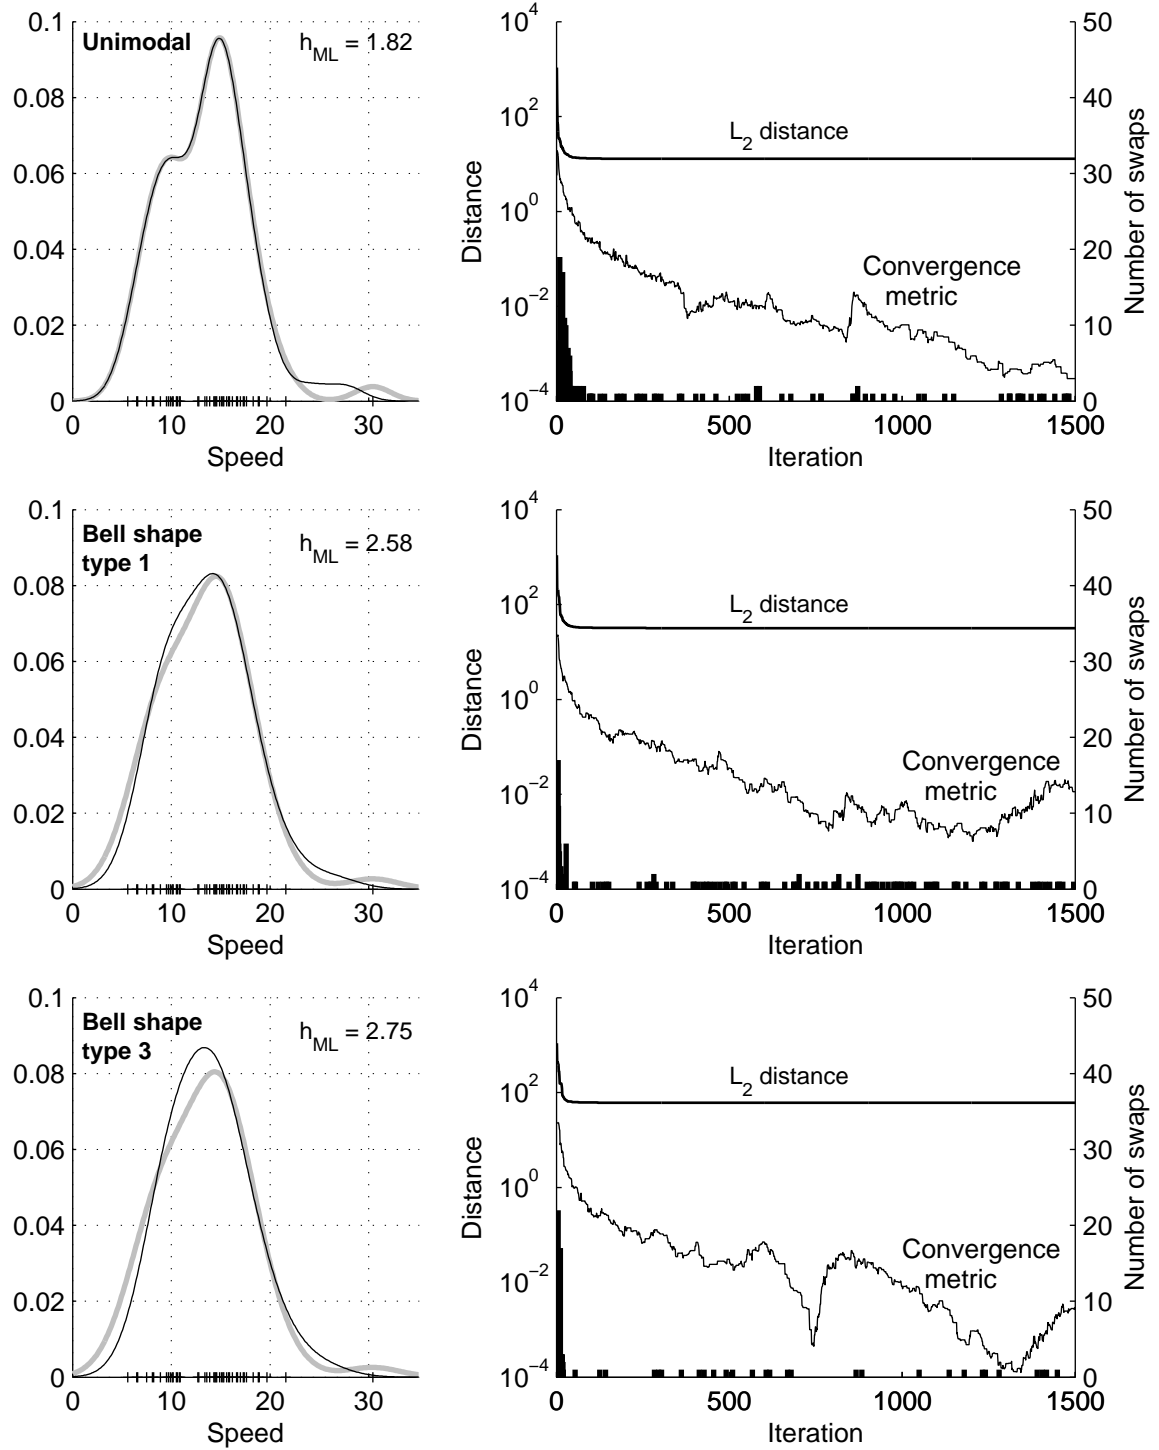 0.1
0.08
0.06
0.04
0.02
0
Unimodal
h_ML = 1.82
0 10 20 30
Speed
10^4
10^2
10^0
10^−2
10^−4
Distance
L_2 distance
Convergence
metric
50
40
30
20
10
0
Number of swaps
0 500 1000 1500
Iteration
0.1
0.08
0.06
0.04
0.02
0
Bell shape
type 1
h_ML = 2.58
0 10 20 30
Speed
10^4
10^2
10^0
10^−2
10^−4
Distance
L_2 distance
Convergence
metric
50
40
30
20
10
0
Number of swaps
0 500 1000 1500
Iteration
0.1
0.08
0.06
0.04
0.02
0
Bell shape
type 3
h_ML = 2.75
0 10 20 30
Speed
10^4
10^2
10^0
10^−2
10^−4
Distance
L_2 distance
Convergence
metric
50
40
30
20
10
0
Number of swaps
0 500 1000 1500
Iteration